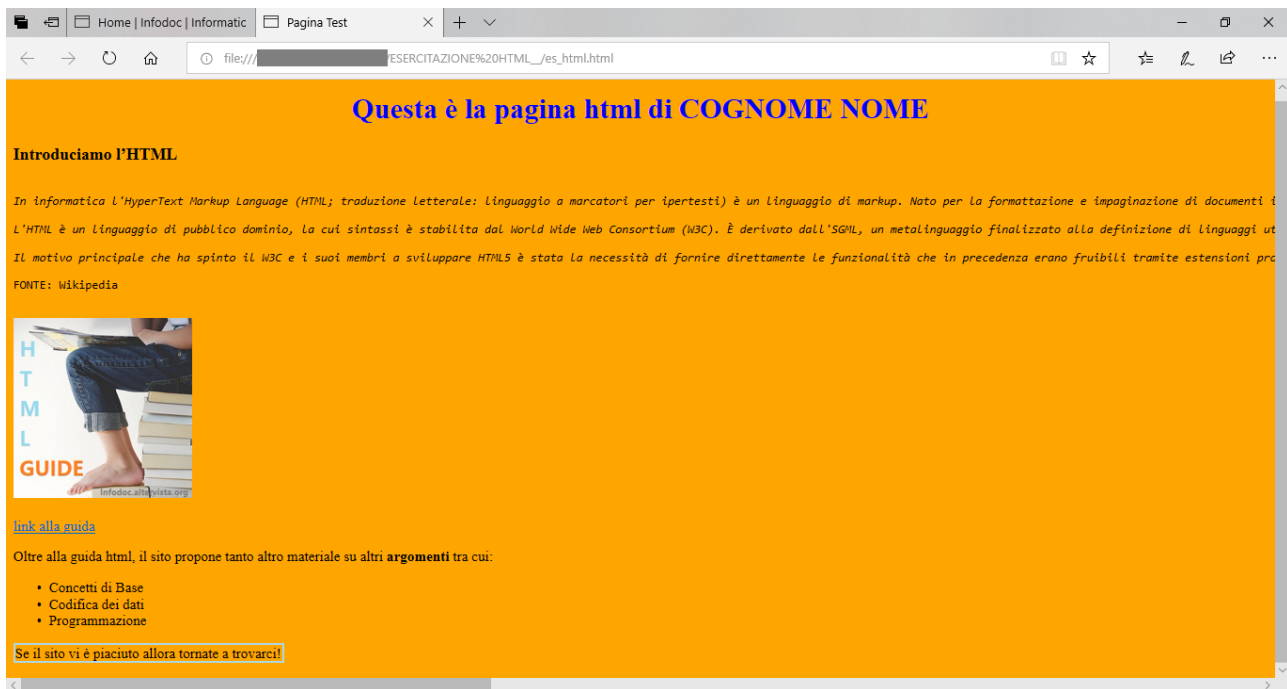 Home | Infodoc | Informatic
Pagina Test
file:///
/ESERCITAZIONE%20HTML__/es_html.html
Questa è la pagina html di COGNOME NOME
Introduciamo l’HTML
In informatica l'HyperText Markup Language (HTML; traduzione letterale: linguaggio a marcatori per ipertesti) è un linguaggio di markup. Nato per la formattazione e impaginazione di documenti i
L'HTML è un linguaggio di pubblico dominio, la cui sintassi è stabilita dal World Wide Web Consortium (W3C). È derivato dall'SGML, un metalinguaggio finalizzato alla definizione di linguaggi ut
Il motivo principale che ha spinto il W3C e i suoi membri a sviluppare HTML5 è stata la necessità di fornire direttamente le funzionalità che in precedenza erano fruibili tramite estensioni pro
FONTE: Wikipedia
H
T
M
L
GUIDE
Infodoc.altervista.org
link alla guida
Oltre alla guida html, il sito propone tanto altro materiale su altri argomenti tra cui:
• Concetti di Base
• Codifica dei dati
• Programmazione
Se il sito vi è piaciuto allora tornate a trovarci!